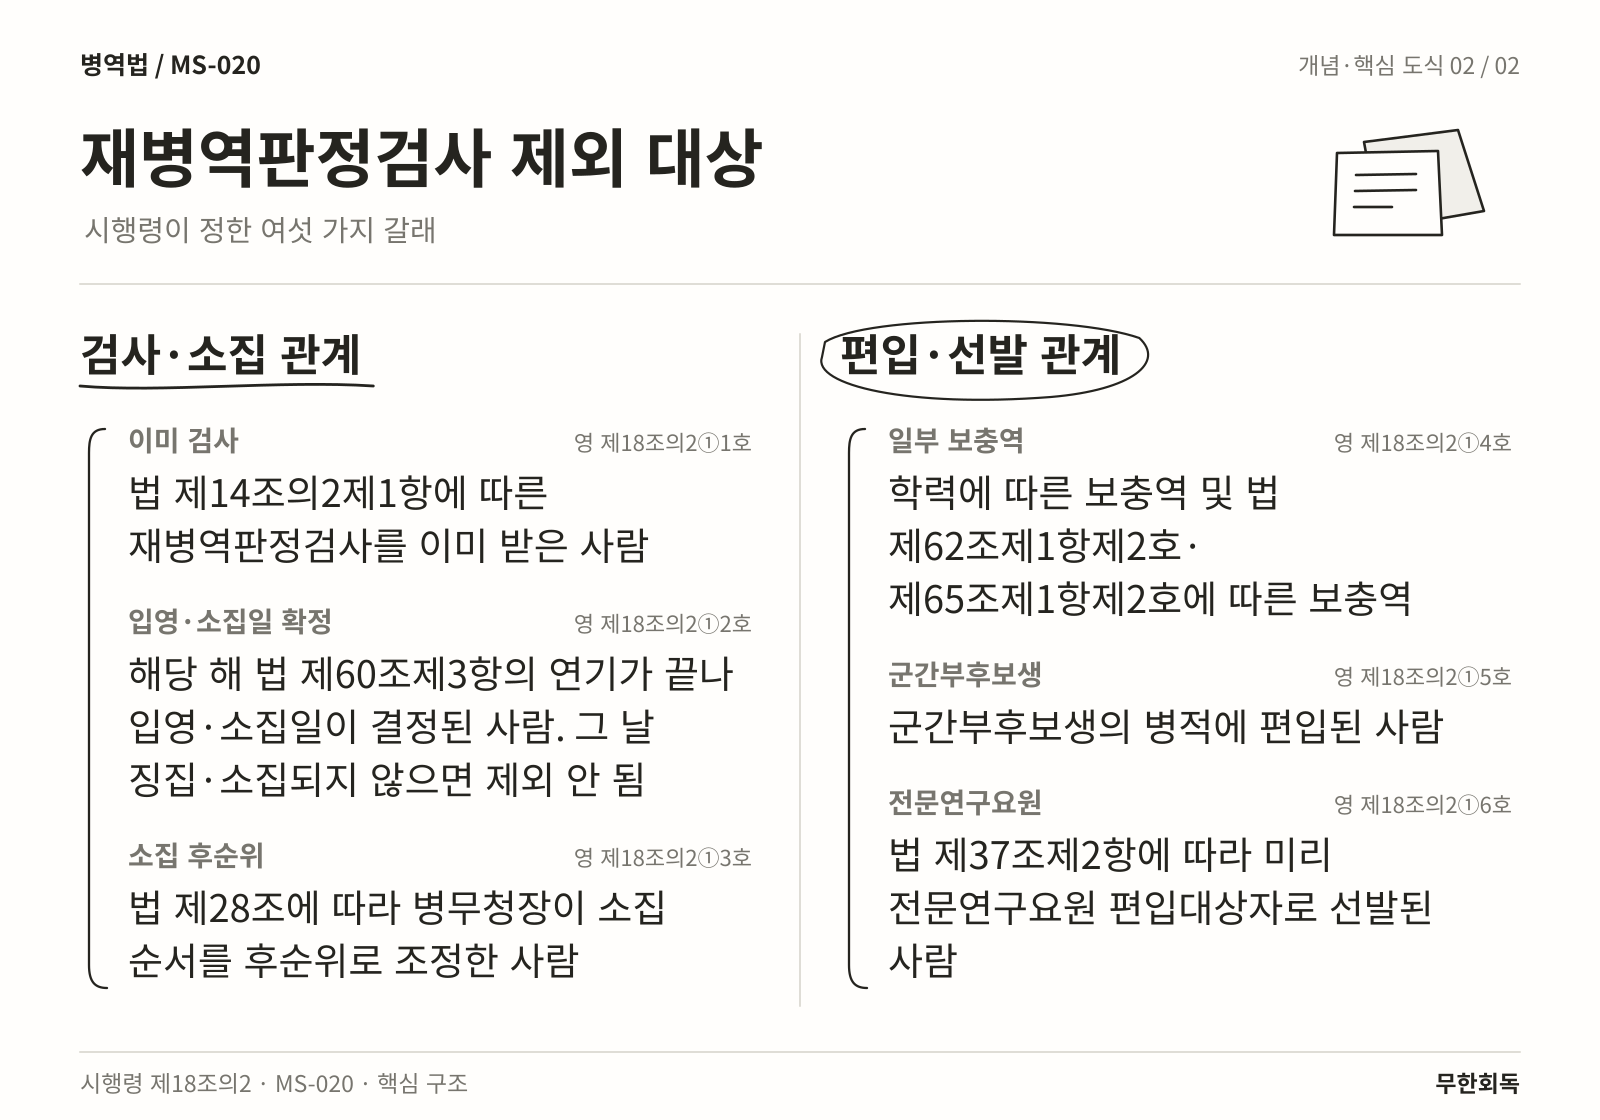 병역법 / MS-020
개념·핵심 도식 02 / 02
재병역판정검사 제외 대상
시행령이 정한 여섯 가지 갈래
검사·소집 관계
이미 검사
영 제18조의2①1호
법 제14조의2제1항에 따른
재병역판정검사를 이미 받은 사람
입영·소집일 확정
영 제18조의2①2호
해당 해 법 제60조제3항의 연기가 끝나
입영·소집일이 결정된 사람. 그 날
징집·소집되지 않으면 제외 안 됨
소집 후순위
영 제18조의2①3호
법 제28조에 따라 병무청장이 소집
순서를 후순위로 조정한 사람
편입·선발 관계
일부 보충역
영 제18조의2①4호
학력에 따른 보충역 및 법
제62조제1항제2호·
제65조제1항제2호에 따른 보충역
군간부후보생
영 제18조의2①5호
군간부후보생의 병적에 편입된 사람
전문연구요원
영 제18조의2①6호
법 제37조제2항에 따라 미리
전문연구요원 편입대상자로 선발된
사람
시행령 제18조의2 · MS-020 · 핵심 구조
무한회독